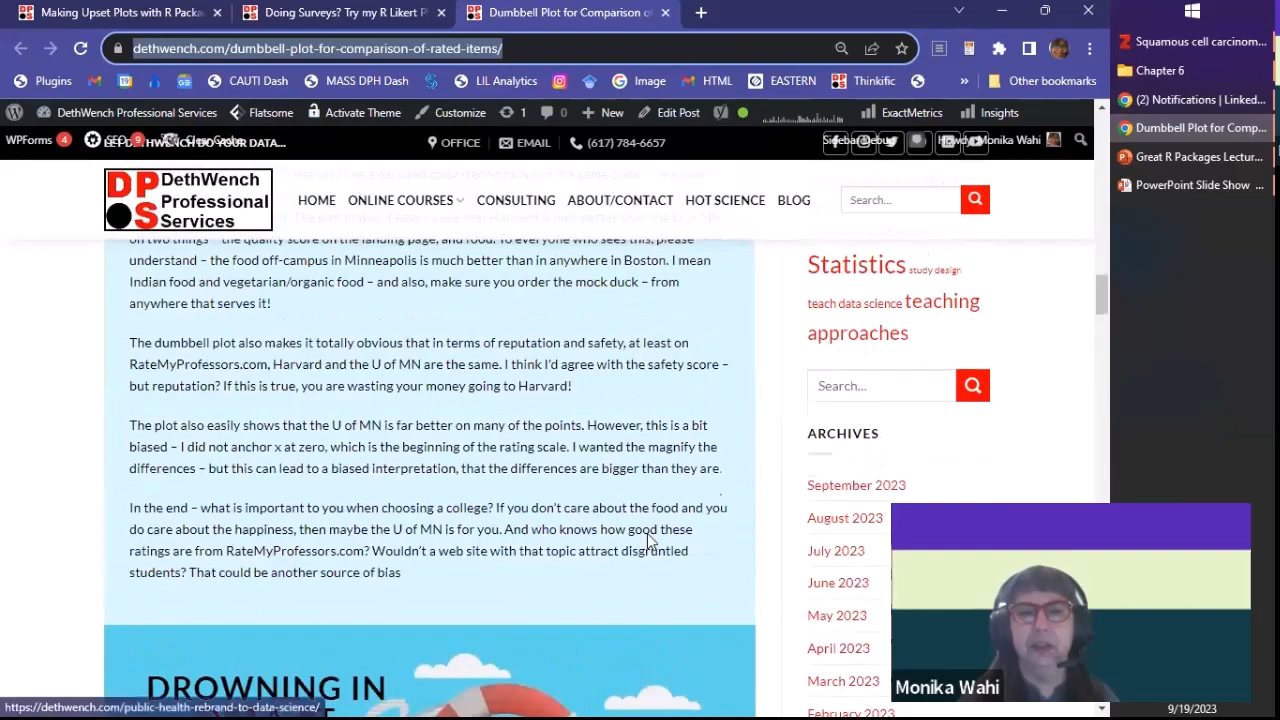 Making Upset Plots with R Packa
Doing Surveys? Try my R Likert P
Dumbbell Plot for Comparison o
dethwench.com/dumbbell-plot-for-comparison-of-rated-items/
Plugins
CAUTI Dash
MASS DPH Dash
LIL Analytics
Image
HTML
EASTERN
Thinkific
»
Other bookmarks
DethWench Professional Services
Flatsome
Activate Theme
Customize
1
0
New
Edit Post
ExactMetrics
Insights
WPForms 4
SEO 9
Clear Cache
DETHWENCH DO YOUR DATA...
OFFICE
EMAIL
(617) 784-6657
Sidebar Debug
Howdy, Monika Wahi
DP
S
DethWench
Professional
Services
HOME
ONLINE COURSES
CONSULTING
ABOUT/CONTACT
HOT SCIENCE
BLOG
Search...
on two things – the quality score on the landing page, and food. To everyone who sees this, please
understand – the food off-campus in Minneapolis is much better than in anywhere in Boston. I mean
Indian food and vegetarian/organic food – and also, make sure you order the mock duck – from
anywhere that serves it!
The dumbbell plot also makes it totally obvious that in terms of reputation and safety, at least on
RateMyProfessors.com, Harvard and the U of MN are the same. I think I'd agree with the safety score –
but reputation? If this is true, you are wasting your money going to Harvard!
The plot also easily shows that the U of MN is far better on many of the points. However, this is a bit
biased – I did not anchor x at zero, which is the beginning of the rating scale. I wanted the magnify the
differences – but this can lead to a biased interpretation, that the differences are bigger than they are.
In the end – what is important to you when choosing a college? If you don't care about the food and you
do care about the happiness, then maybe the U of MN is for you. And who knows how good these
ratings are from RateMyProfessors.com? Wouldn't a web site with that topic attract disgruntled
students? That could be another source of bias
DROWNING IN
https://dethwench.com/public-health-rebrand-to-data-science/
Statistics study design
teach data science teaching
approaches
Search...
ARCHIVES
September 2023
August 2023
July 2023
June 2023
May 2023
April 2023
March 2023
February 2023
Squamous cell carcinom...
Chapter 6
(2) Notifications | Linked...
Dumbbell Plot for Comp...
Great R Packages Lectur...
PowerPoint Slide Show ...
Monika Wahi
9/19/2023